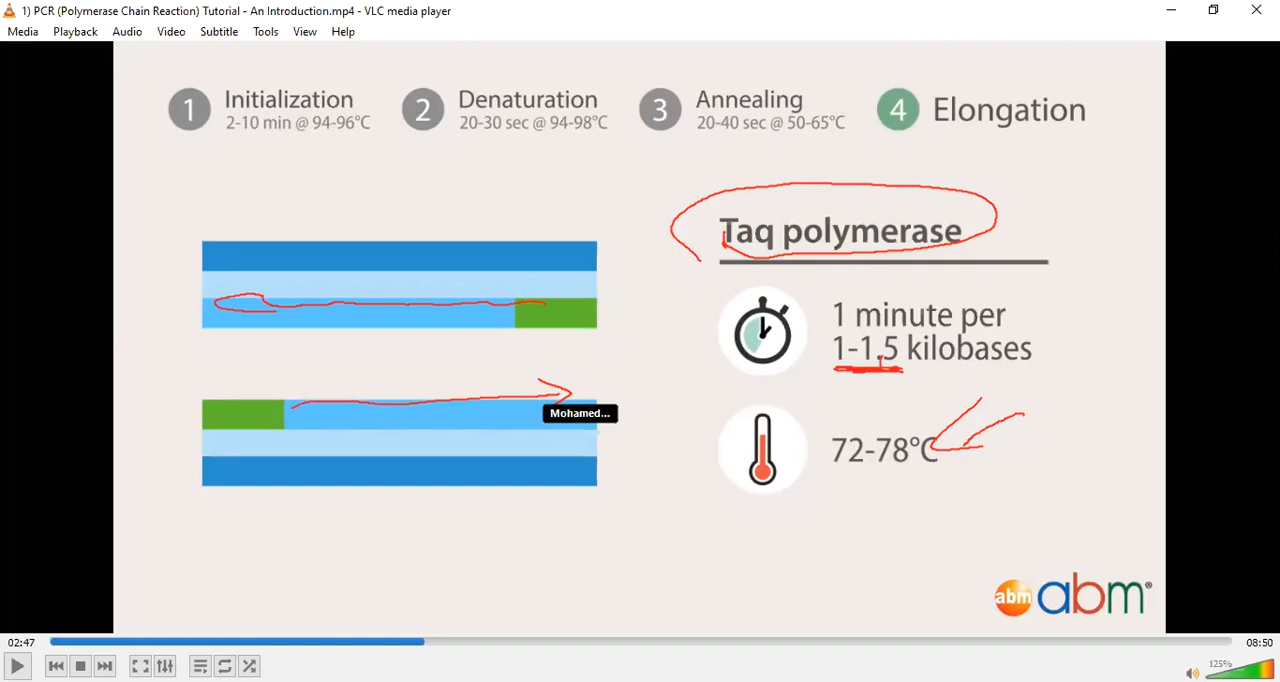 1) PCR (Polymerase Chain Reaction) Tutorial - An Introduction.mp4 - VLC media player
Media Playback Audio Video Subtitle Tools View Help
1 Initialization 2 Denaturation 3 Annealing 4 Elongation
2-10 min @ 94-96°C 20-30 sec @ 94-98°C 20-40 sec @ 50-65°C
Taq polymerase
1 minute per
1-1.5 kilobases
Mohamed...
72-78°C
abm abm®
02:47 08:50
125%